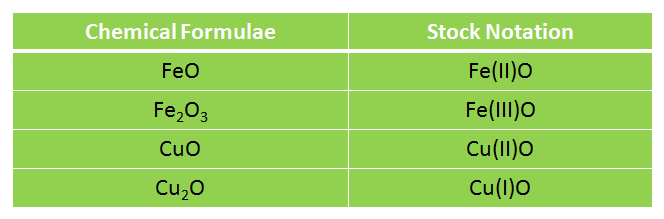 Chemical Formulae Stock Notation
FeO Fe(II)O
Fe₂O₃ Fe(III)O
CuO Cu(II)O
Cu₂O Cu(I)O